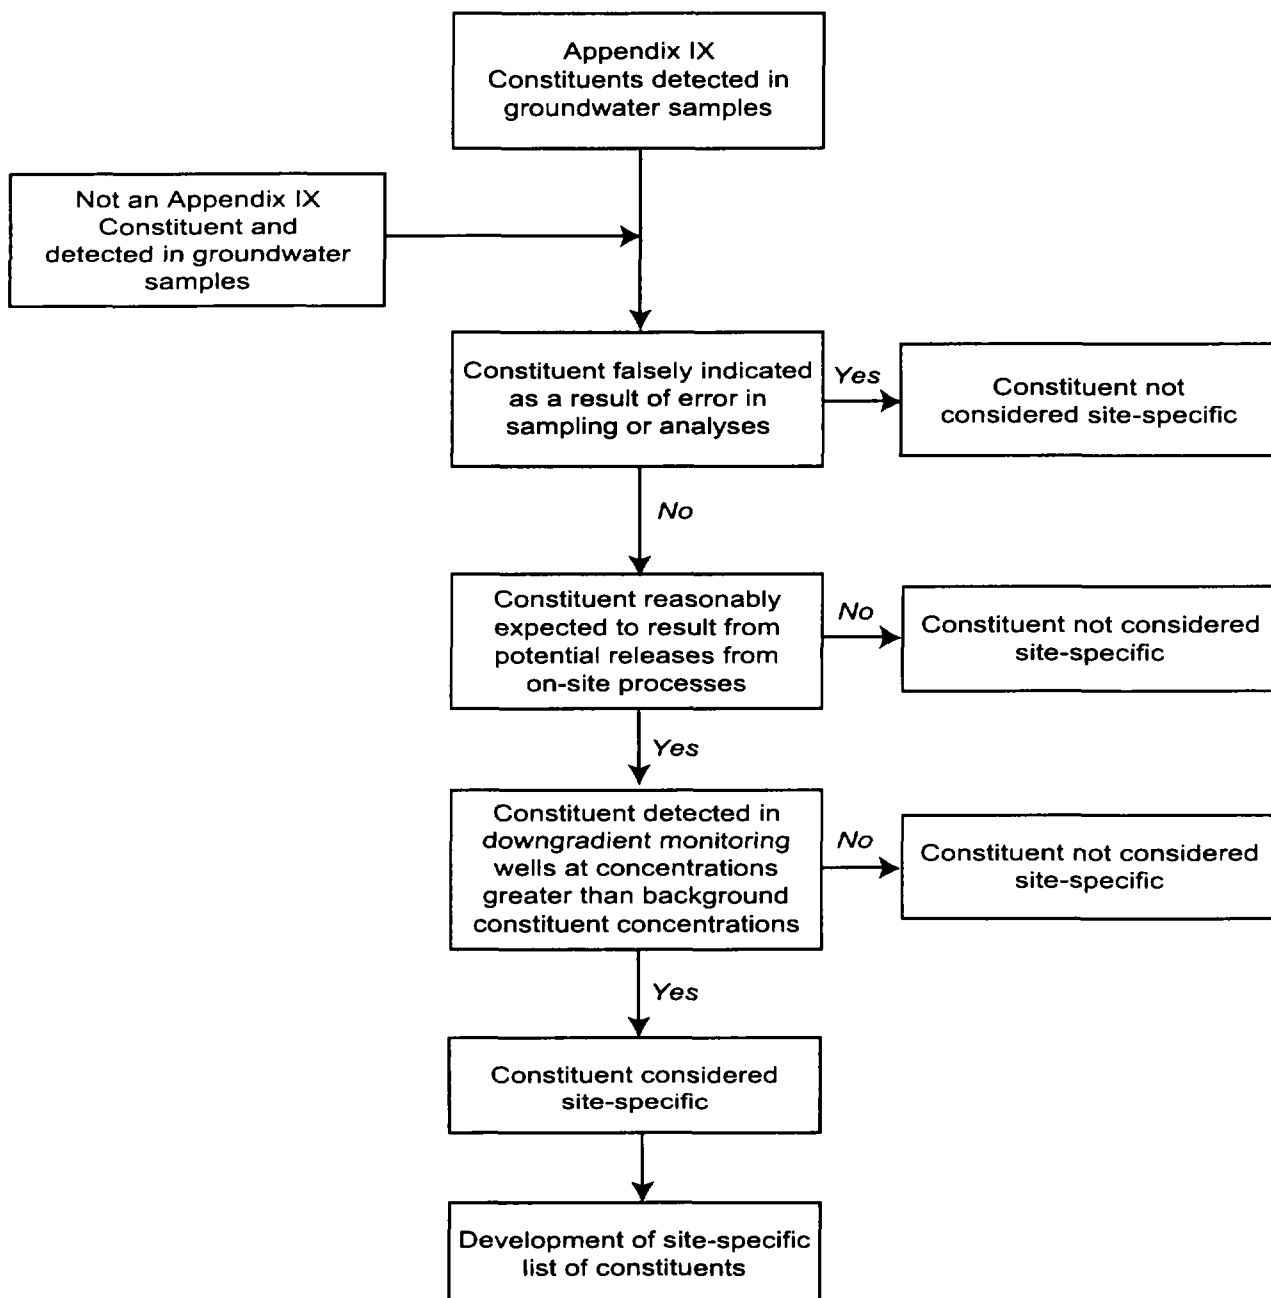 Appendix IX
Constituents detected in
groundwater samples
Not an Appendix IX
Constituent and
detected in groundwater
samples
Constituent falsely indicated
as a result of error in
sampling or analyses
Yes
Constituent not
considered site-specific
No
Constituent reasonably
expected to result from
potential releases from
on-site processes
No
Constituent not considered
site-specific
Yes
Constituent detected in
downgradient monitoring
wells at concentrations
greater than background
constituent concentrations
No
Constituent not considered
site-specific
Yes
Constituent considered
site-specific
Development of site-specific
list of constituents